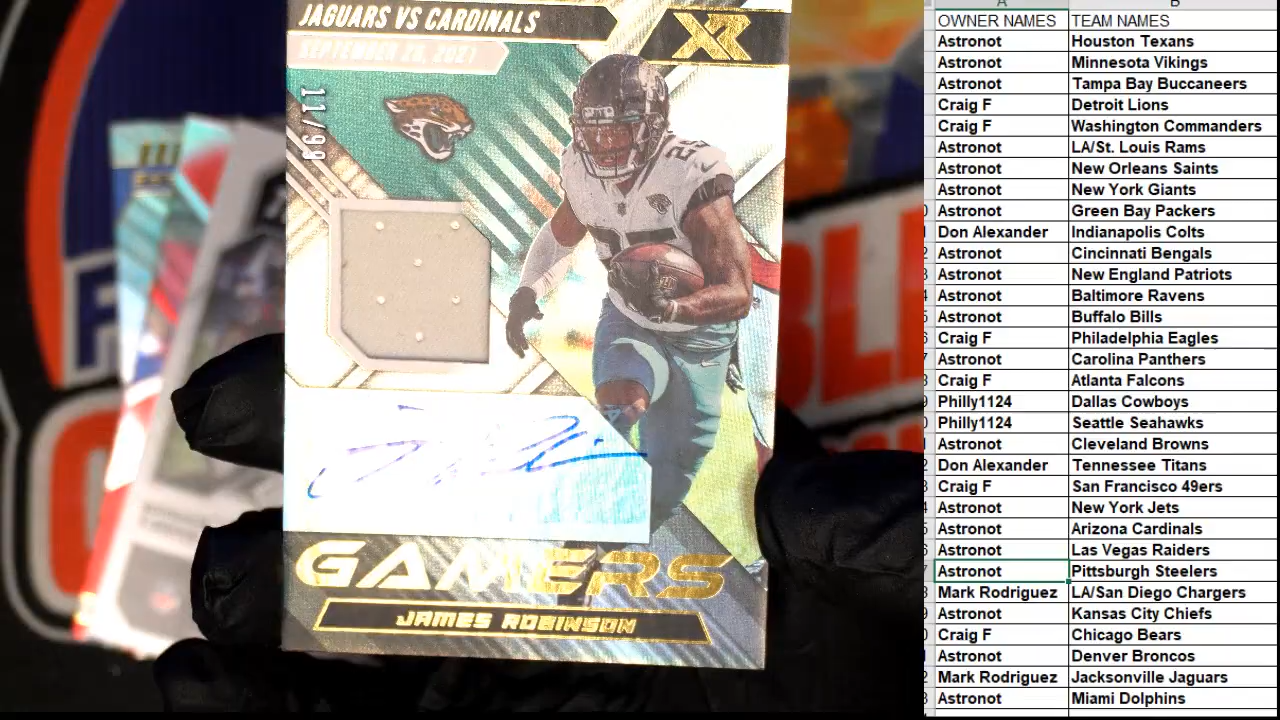 JAGUARS VS CARDINALS
XR
SEPTEMBER 26, 2021
11/99
25
GAMERS
JAMES ROBINSON
A B
OWNER NAMES TEAM NAMES
Astronot Houston Texans
Astronot Minnesota Vikings
Astronot Tampa Bay Buccaneers
Craig F Detroit Lions
Craig F Washington Commanders
Astronot LA/St. Louis Rams
Astronot New Orleans Saints
Astronot New York Giants
Astronot Green Bay Packers
Don Alexander Indianapolis Colts
Astronot Cincinnati Bengals
Astronot New England Patriots
Astronot Baltimore Ravens
Astronot Buffalo Bills
Craig F Philadelphia Eagles
Astronot Carolina Panthers
Craig F Atlanta Falcons
Philly1124 Dallas Cowboys
Philly1124 Seattle Seahawks
Astronot Cleveland Browns
Don Alexander Tennessee Titans
Craig F San Francisco 49ers
Astronot New York Jets
Astronot Arizona Cardinals
Astronot Las Vegas Raiders
Astronot Pittsburgh Steelers
Mark Rodriguez LA/San Diego Chargers
Astronot Kansas City Chiefs
Craig F Chicago Bears
Astronot Denver Broncos
Mark Rodriguez Jacksonville Jaguars
Astronot Miami Dolphins